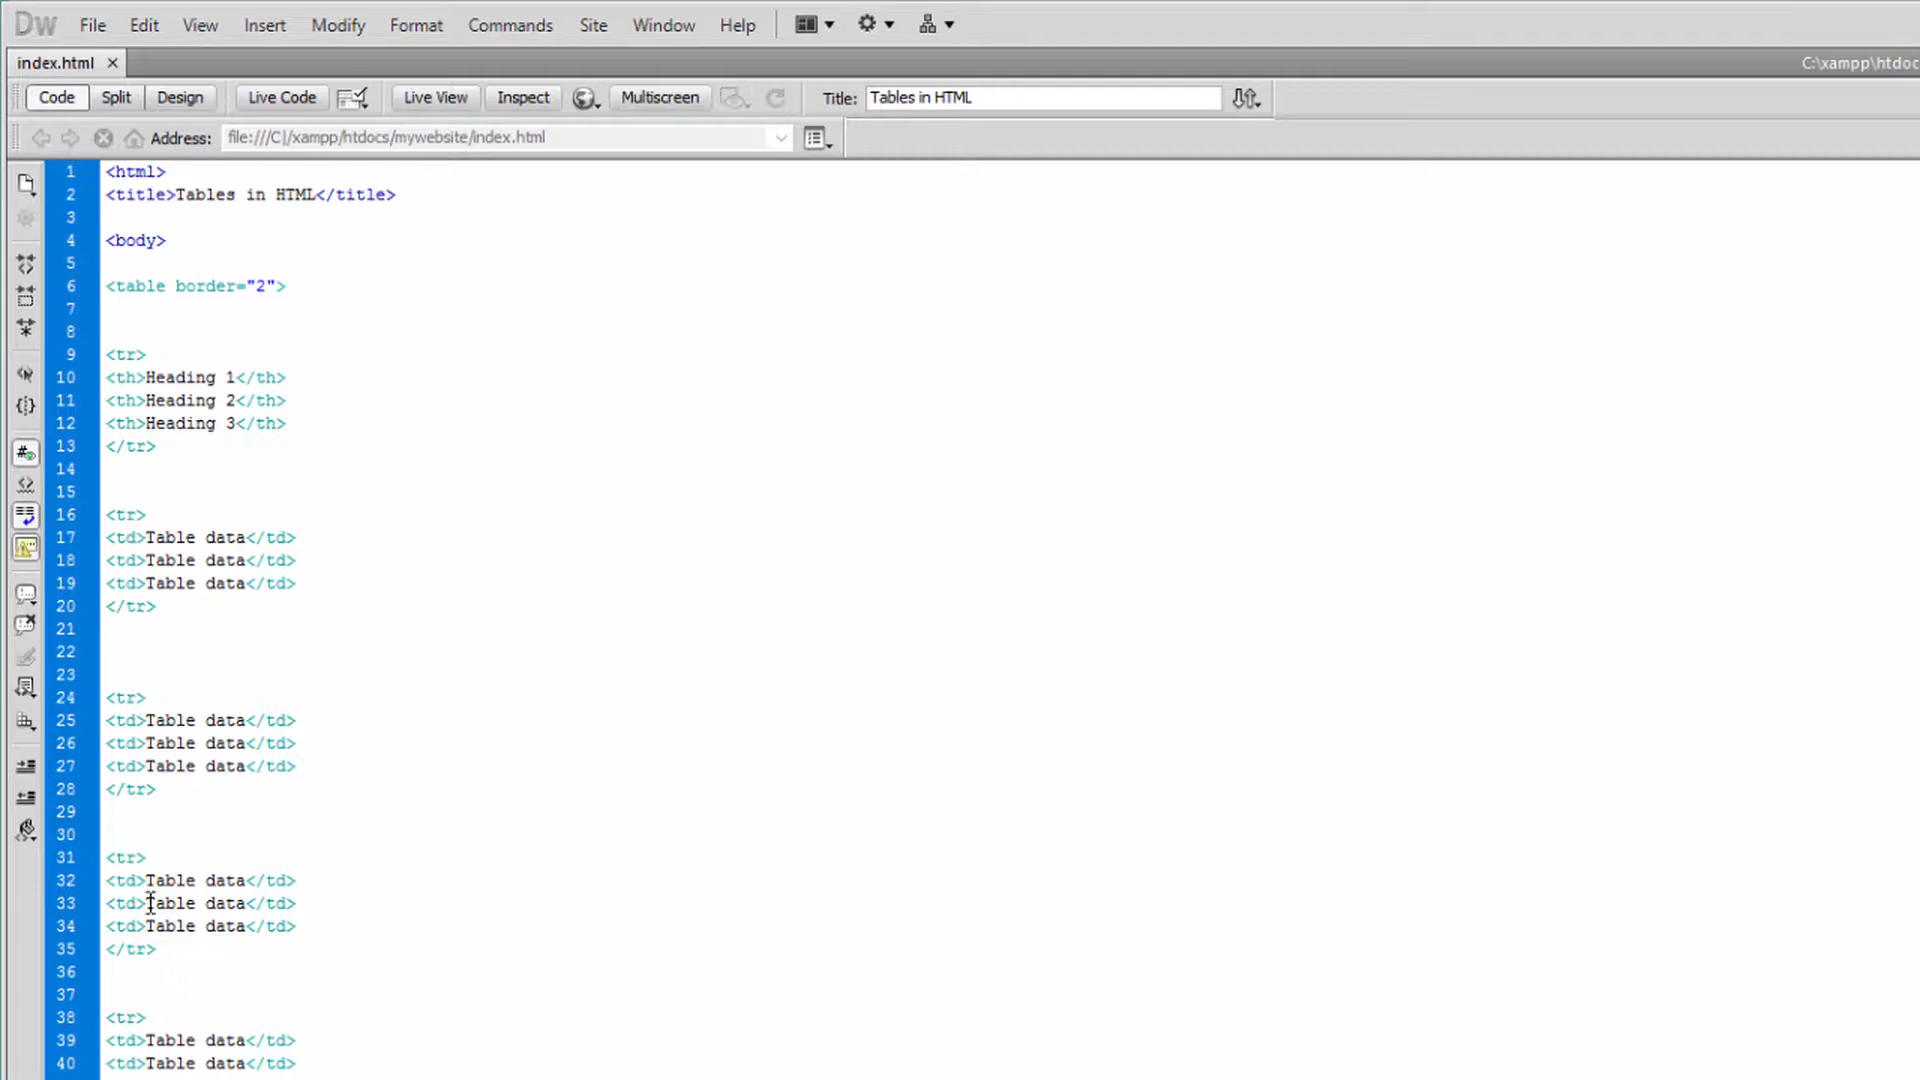 Dw File Edit View Insert Modify Format Commands Site Window Help
index.html C:\xampp\htdoc
Code Split Design Live Code Live View Inspect Multiscreen Title: Tables in HTML
Address: file:///C|/xampp/htdocs/mywebsite/index.html
1 <html>
2 <title>Tables in HTML</title>
3
4 <body>
5
6 <table border="2">
7
8
9 <tr>
10 <th>Heading 1</th>
11 <th>Heading 2</th>
12 <th>Heading 3</th>
13 </tr>
14
15
16 <tr>
17 <td>Table data</td>
18 <td>Table data</td>
19 <td>Table data</td>
20 </tr>
21
22
23
24 <tr>
25 <td>Table data</td>
26 <td>Table data</td>
27 <td>Table data</td>
28 </tr>
29
30
31 <tr>
32 <td>Table data</td>
33 <td>Table data</td>
34 <td>Table data</td>
35 </tr>
36
37
38 <tr>
39 <td>Table data</td>
40 <td>Table data</td>